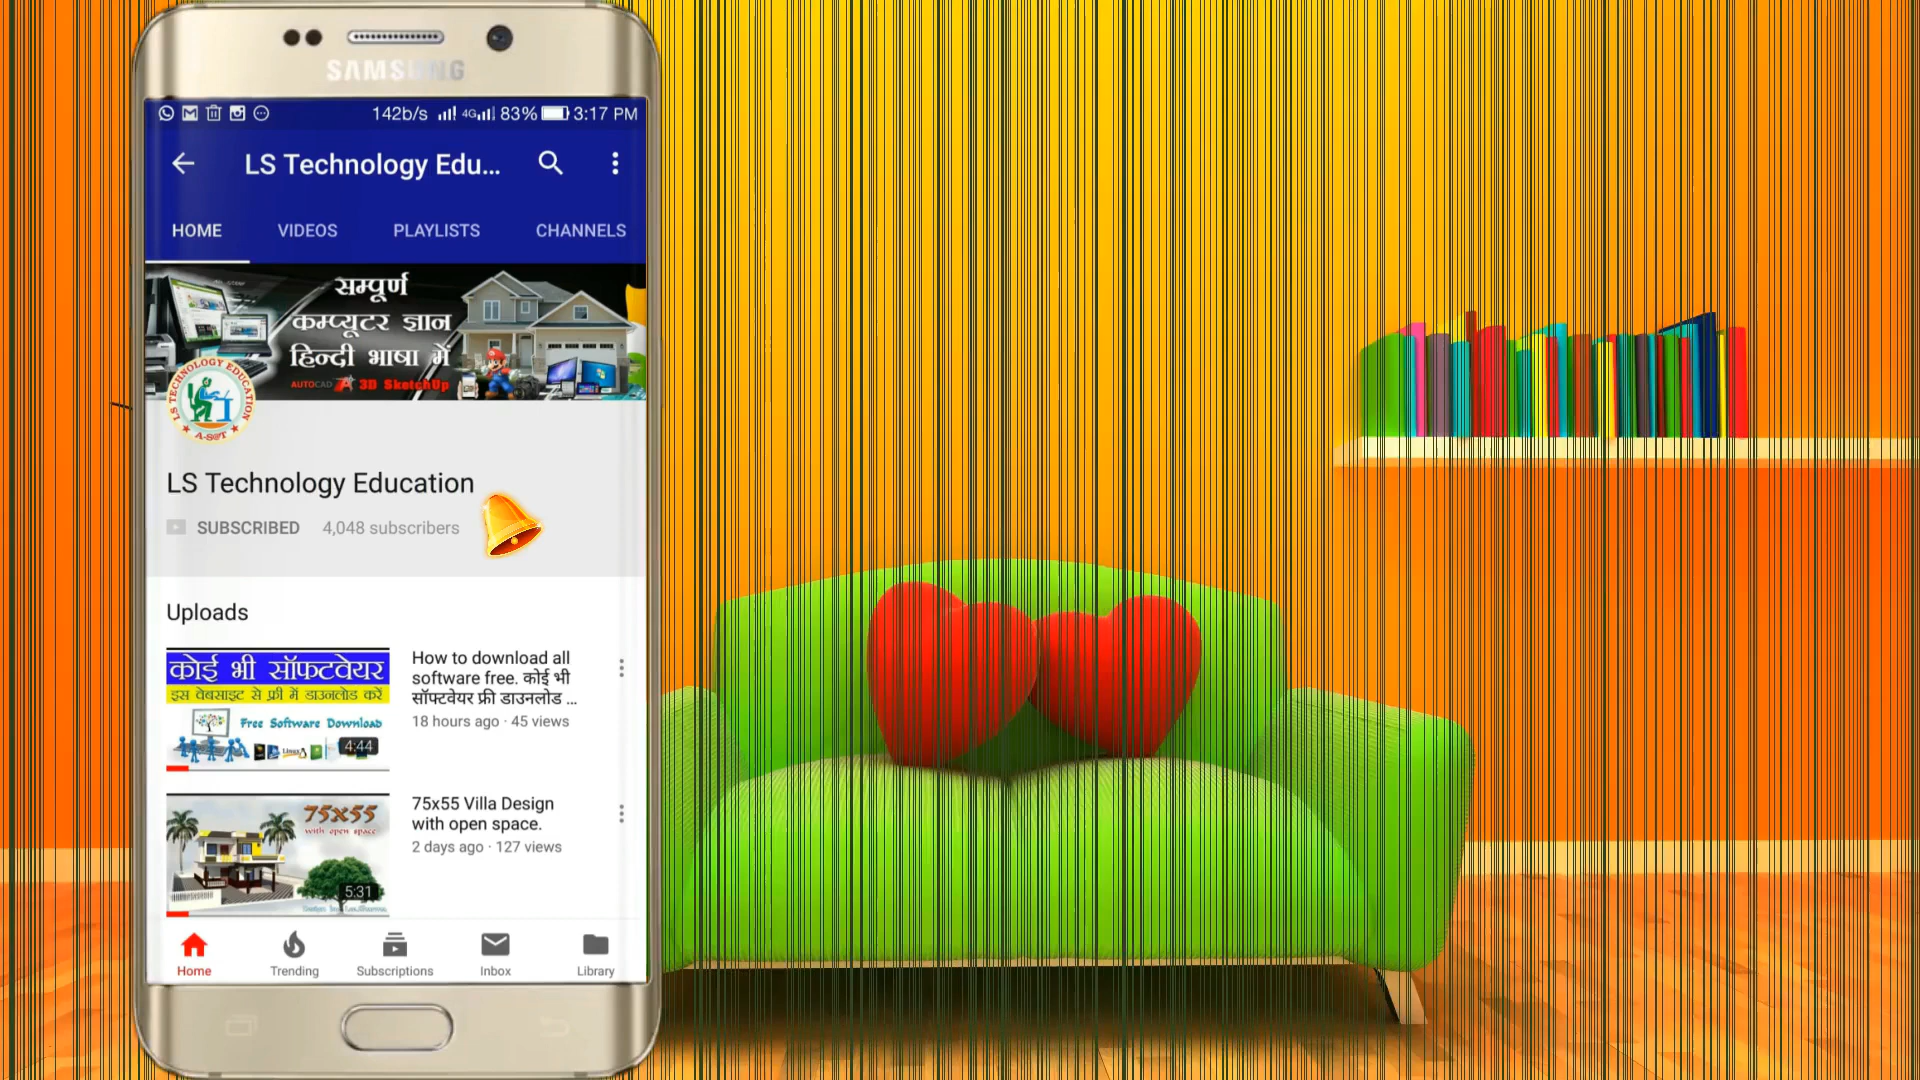 SAMSUNG
142b/s 4G 83% 3:17 PM
LS Technology Edu...
HOME VIDEOS PLAYLISTS CHANNELS
सम्पूर्ण
कम्प्यूटर ज्ञान
हिन्दी भाषा में
AUTOCAD 3D SketchUp
LS TECHNOLOGY EDUCATION
A-S@T
LS Technology Education
SUBSCRIBED 4,048 subscribers
Uploads
कोई भी सॉफटवेयर
इस वेबसाइट से फ्री में डाउनलोड करें
Free Software Download
Linux
4:44
How to download all
software free. कोई भी
सॉफ्टवेयर फ्री डाउनलोड ...
18 hours ago · 45 views
75x55
with open space
5:31
75x55 Villa Design
with open space.
2 days ago · 127 views
Home Trending Subscriptions Inbox Library